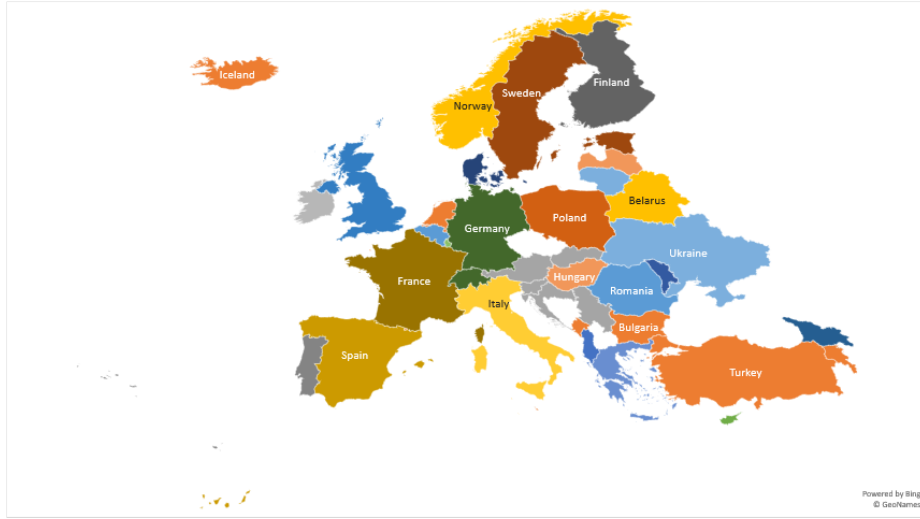 Iceland
Finland
Sweden
Norway
Belarus
Poland
Germany
Ukraine
Hungary
France
Romania
Italy
Bulgaria
Spain
Turkey
Powered by Bing
© GeoNames